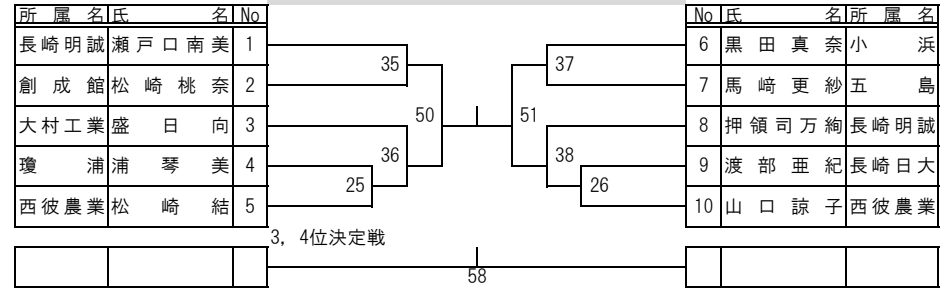 所属名 氏名 No No 氏名 所属名
長崎明誠 瀬戸口南美 1 6 黒田真奈 小浜
35 37
創成館 松崎桃奈 2 7 馬﨑更紗 五島
50 51
大村工業 盛日向 3 8 押領司万絢 長崎明誠
36 38
瓊浦 浦琴美 4 9 渡部亜紀 長崎日大
25 26
西彼農業 松崎結 5 10 山口諒子 西彼農業
3, 4位決定戦
58